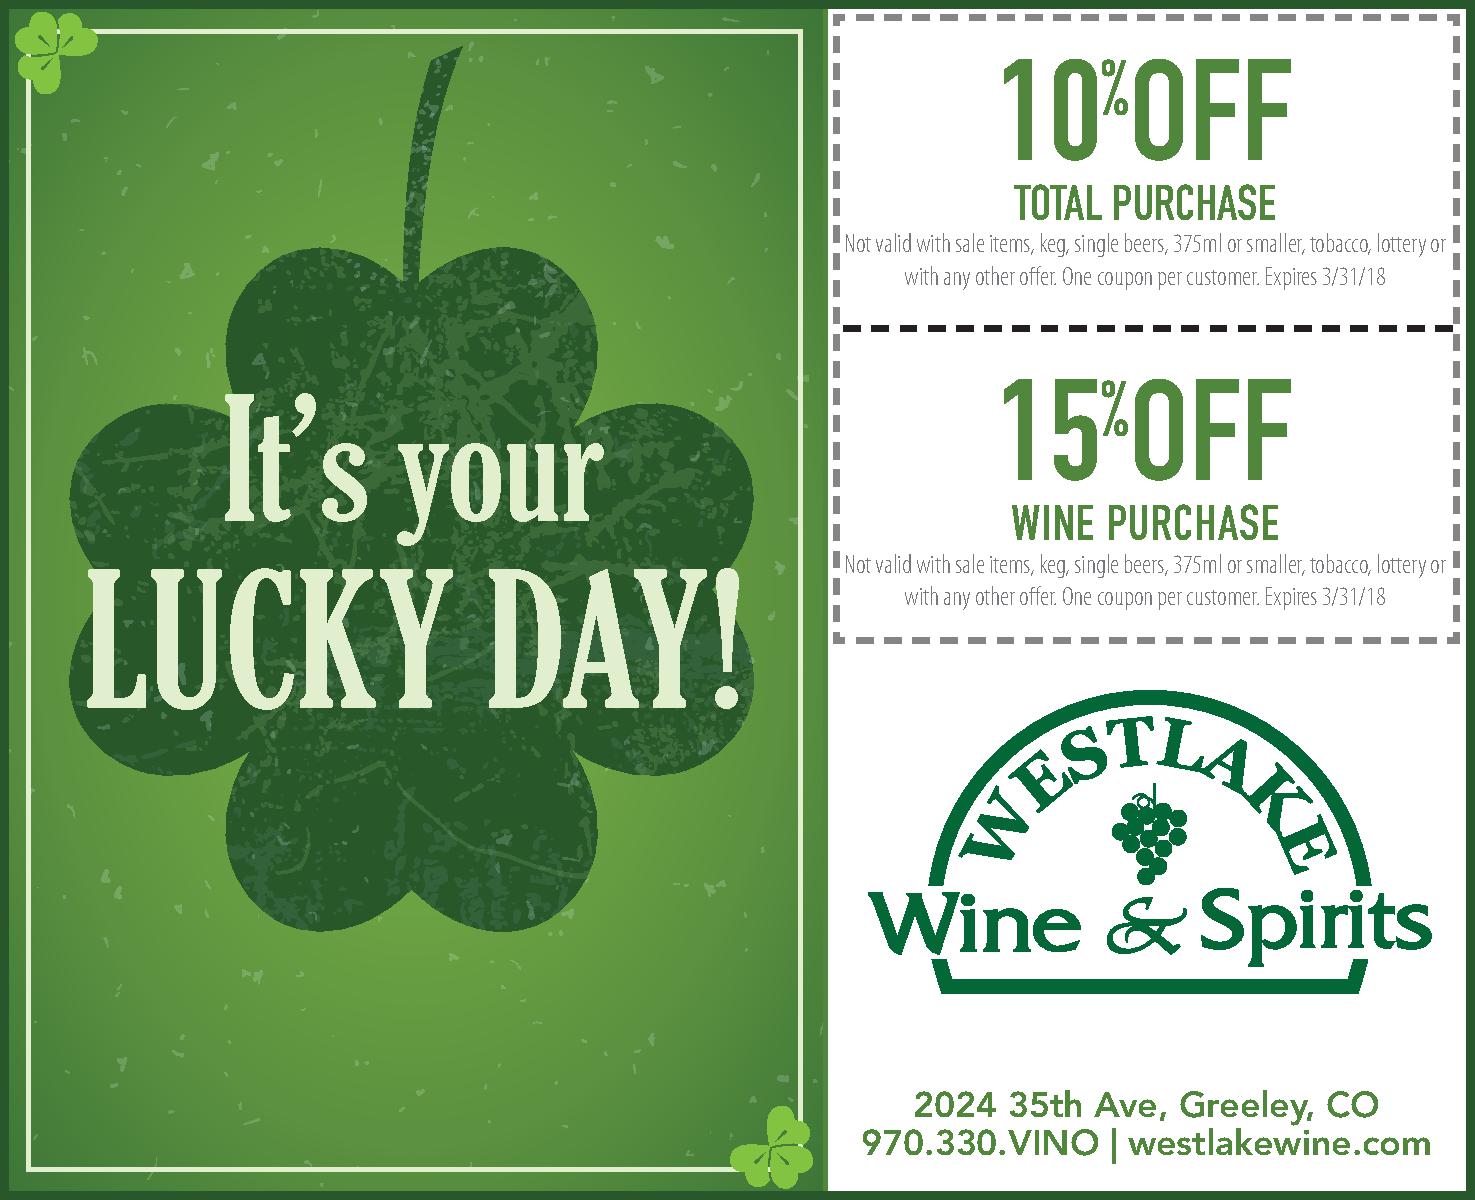 It's your
LUCKY DAY!
10%OFF
TOTAL PURCHASE
Not valid with sale items, keg, single beers, 375ml or smaller, tobacco, lottery or
with any other offer. One coupon per customer. Expires 3/31/18
15%OFF
WINE PURCHASE
Not valid with sale items, keg, single beers, 375ml or smaller, tobacco, lottery or
with any other offer. One coupon per customer. Expires 3/31/18
WESTLAKE
Wine & Spirits
2024 35th Ave, Greeley, CO
970.330.VINO | westlakewine.com